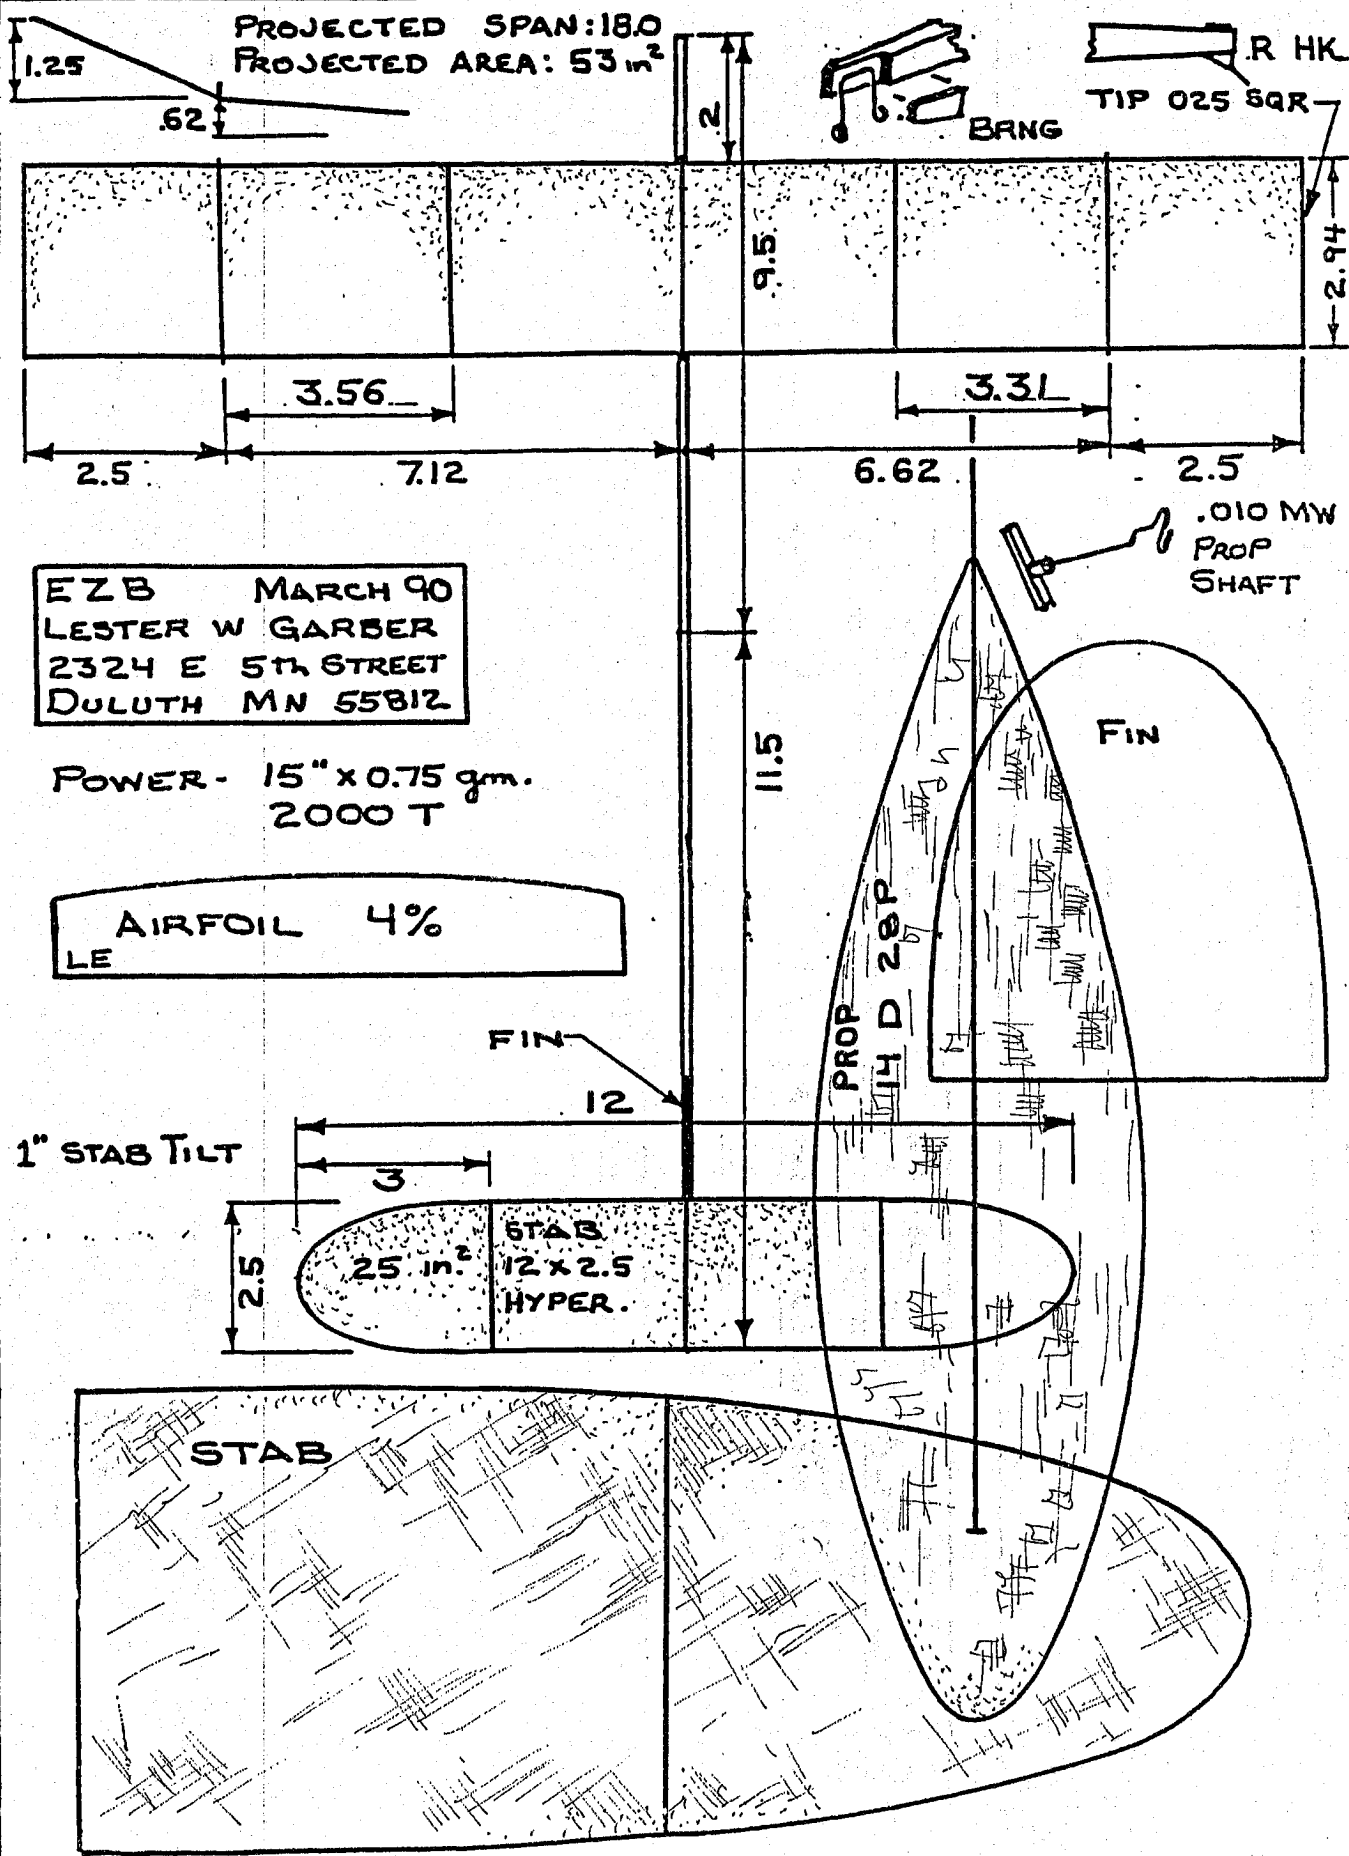 PROJECTED SPAN: 18.0
PROJECTED AREA: 53 in²
1.25
.62
2
BRNG
.R HK
TIP 025 SQR
9.5
2.94
3.56
3.31
2.5
7.12
6.62
2.5
.010 MW
PROP
SHAFT
EZB MARCH 90
LESTER W GARBER
2324 E 5th STREET
DULUTH MN 55812
FIN
POWER - 15" x 0.75 gm.
2000 T
11.5
AIRFOIL 4%
LE
PROP
14 D 28P
FIN
12
1" STAB TILT
3
2.5
25 in.²
STAB
12 x 2.5
HYPER.
STAB